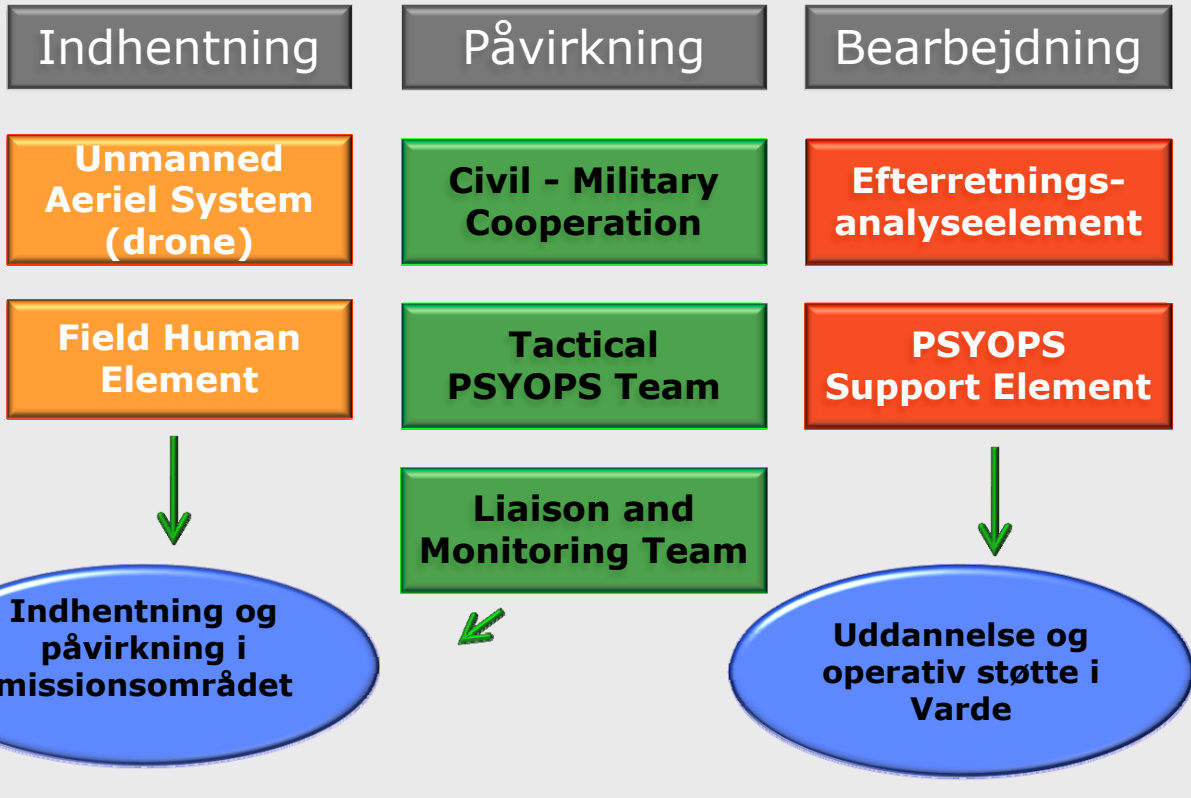 Indhentning
Påvirkning
Bearbejdning
Unmanned
Aeriel System
(drone)
Civil - Military
Cooperation
Efterretnings-
analyseelement
Field Human
Element
Tactical
PSYOPS Team
PSYOPS
Support Element
Liaison and
Monitoring Team
Indhentning og
påvirkning i
missionsområdet
Uddannelse og
operativ støtte i
Varde